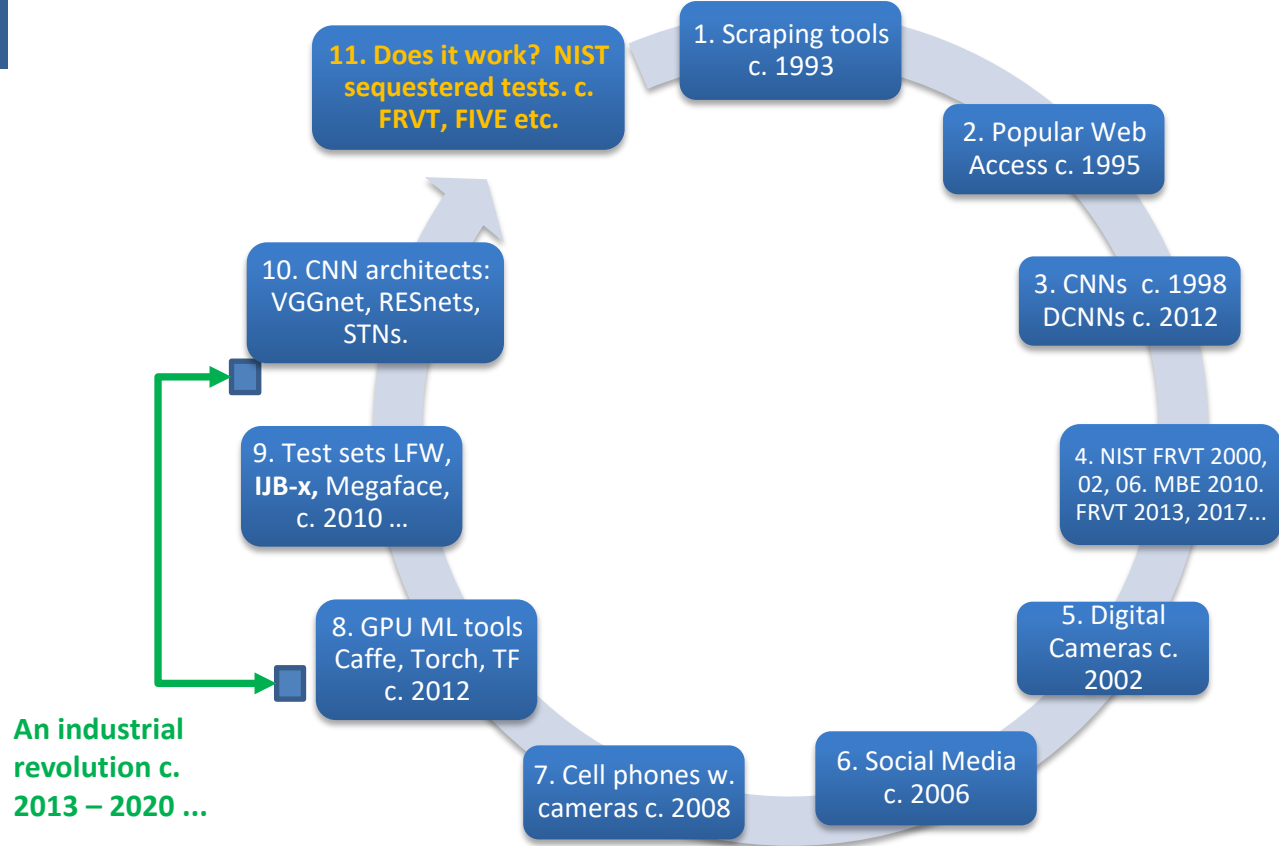 1. Scraping tools
c. 1993
2. Popular Web
Access c. 1995
3. CNNs  c. 1998
DCNNs c. 2012
4. NIST FRVT 2000,
02, 06. MBE 2010.
FRVT 2013, 2017...
5. Digital
Cameras c.
2002
6. Social Media
c. 2006
7. Cell phones w.
cameras c. 2008
8. GPU ML tools
Caffe, Torch, TF
c. 2012
9. Test sets LFW,
IJB-x, Megaface,
c. 2010 ...
10. CNN architects:
VGGnet, RESnets,
STNs.
11. Does it work?  NIST
sequestered tests. c.
FRVT, FIVE etc.
An industrial
revolution c.
2013 – 2020 ...